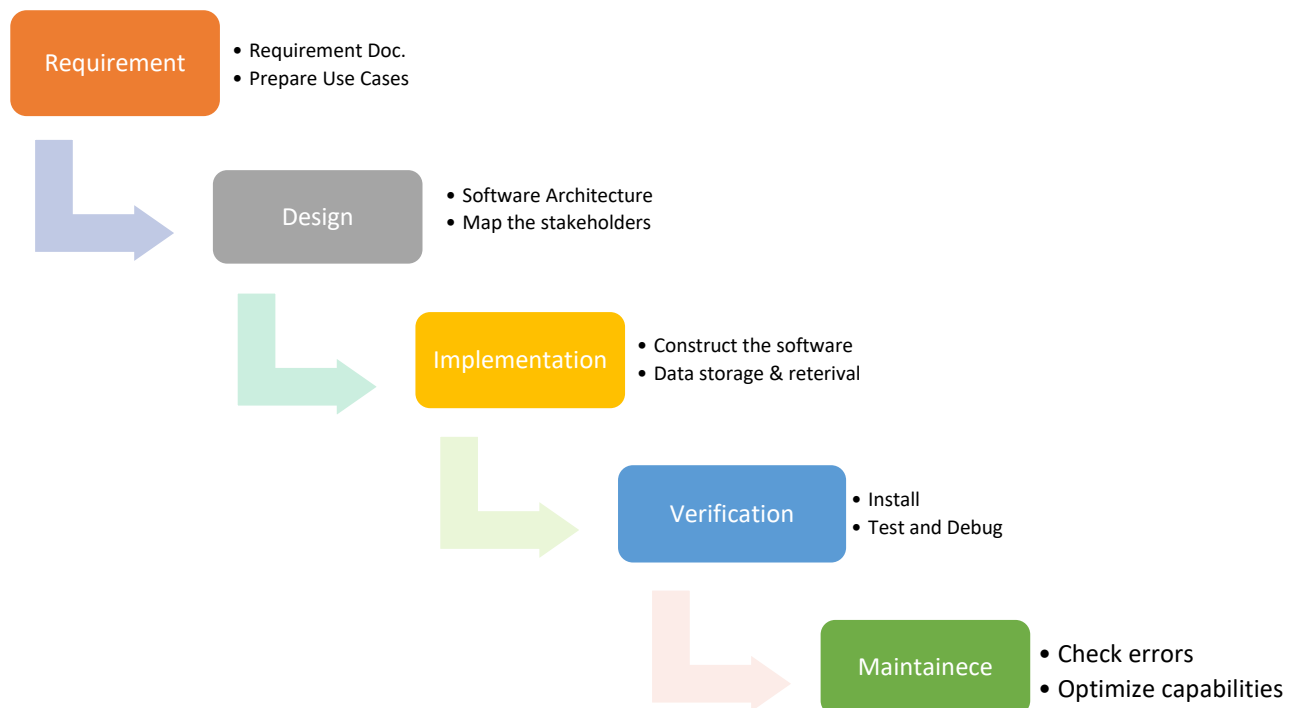 Requirement
• Requirement Doc.
• Prepare Use Cases
Design
• Software Architecture
• Map the stakeholders
Implementation
• Construct the software
• Data storage & reterival
Verification
• Install
• Test and Debug
Maintainece
• Check errors
• Optimize capabilities